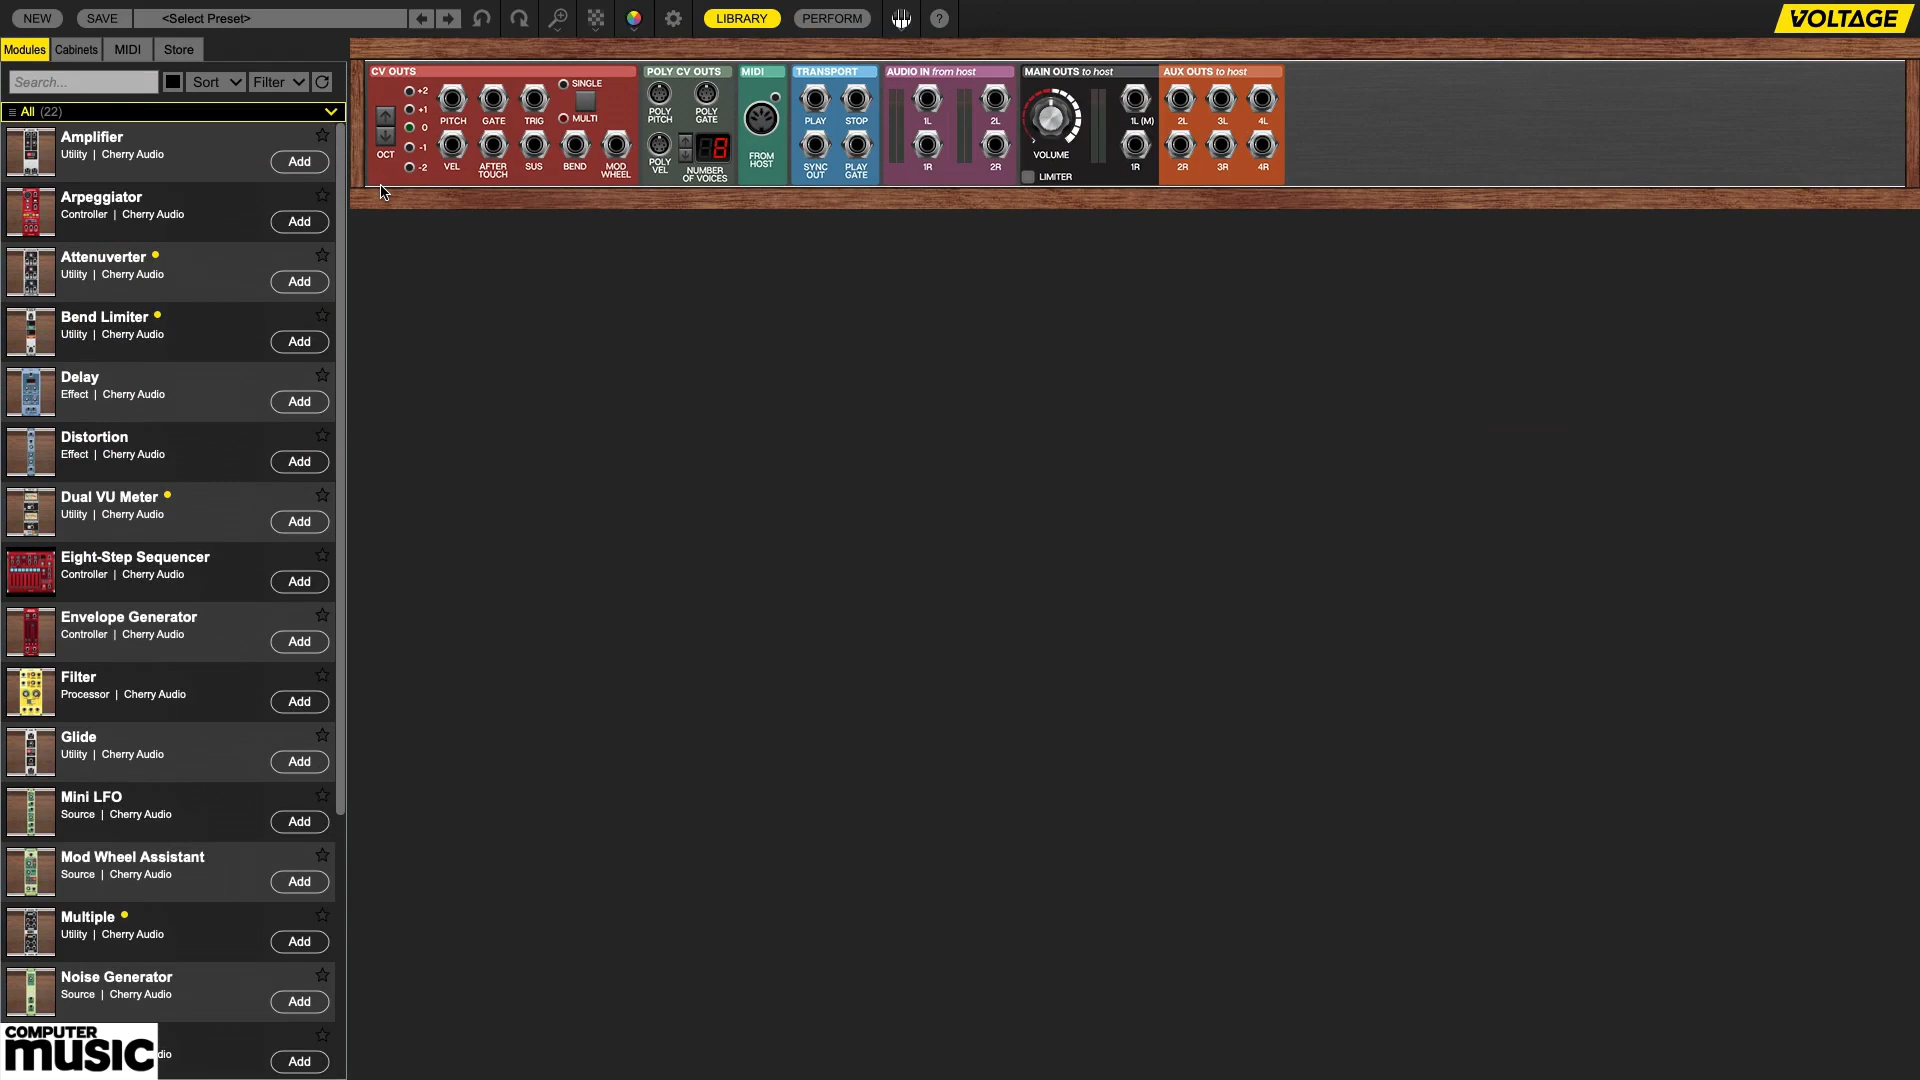 NEW SAVE <Select Preset> LIBRARY PERFORM ? VOLTAGE
Modules Cabinets MIDI Store
Search... Sort Filter
All (22)
Amplifier
Utility | Cherry Audio
Add
Arpeggiator
Controller | Cherry Audio
Add
Attenuverter
Utility | Cherry Audio
Add
Bend Limiter
Utility | Cherry Audio
Add
Delay
Effect | Cherry Audio
Add
Distortion
Effect | Cherry Audio
Add
Dual VU Meter
Utility | Cherry Audio
Add
Eight-Step Sequencer
Controller | Cherry Audio
Add
Envelope Generator
Controller | Cherry Audio
Add
Filter
Processor | Cherry Audio
Add
Glide
Utility | Cherry Audio
Add
Mini LFO
Source | Cherry Audio
Add
Mod Wheel Assistant
Source | Cherry Audio
Add
Multiple
Utility | Cherry Audio
Add
Noise Generator
Source | Cherry Audio
Add
dio
Add
COMPUTER
music
CV OUTS
OCT
+2
+1
0
-1
-2
PITCH GATE TRIG
SINGLE
MULTI
VEL AFTER TOUCH SUS BEND MOD WHEEL
POLY CV OUTS
POLY PITCH POLY GATE
POLY VEL 8 NUMBER OF VOICES
MIDI
FROM HOST
TRANSPORT
PLAY STOP
SYNC OUT PLAY GATE
AUDIO IN from host
1L 2L
1R 2R
MAIN OUTS to host
VOLUME
LIMITER
1L (M)
1R
AUX OUTS to host
2L 3L 4L
2R 3R 4R